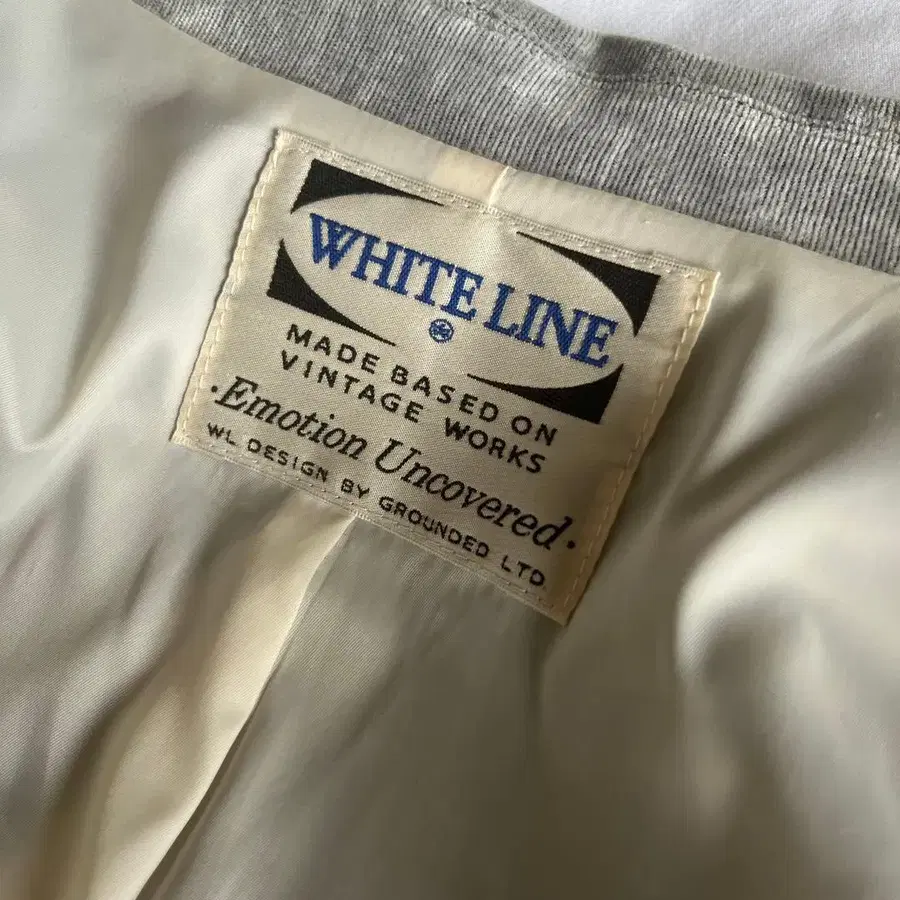 WHITE LINE
MADE BASED ON
VINTAGE WORKS
·Emotion Uncovered·
WL DESIGN BY GROUNDED LTD